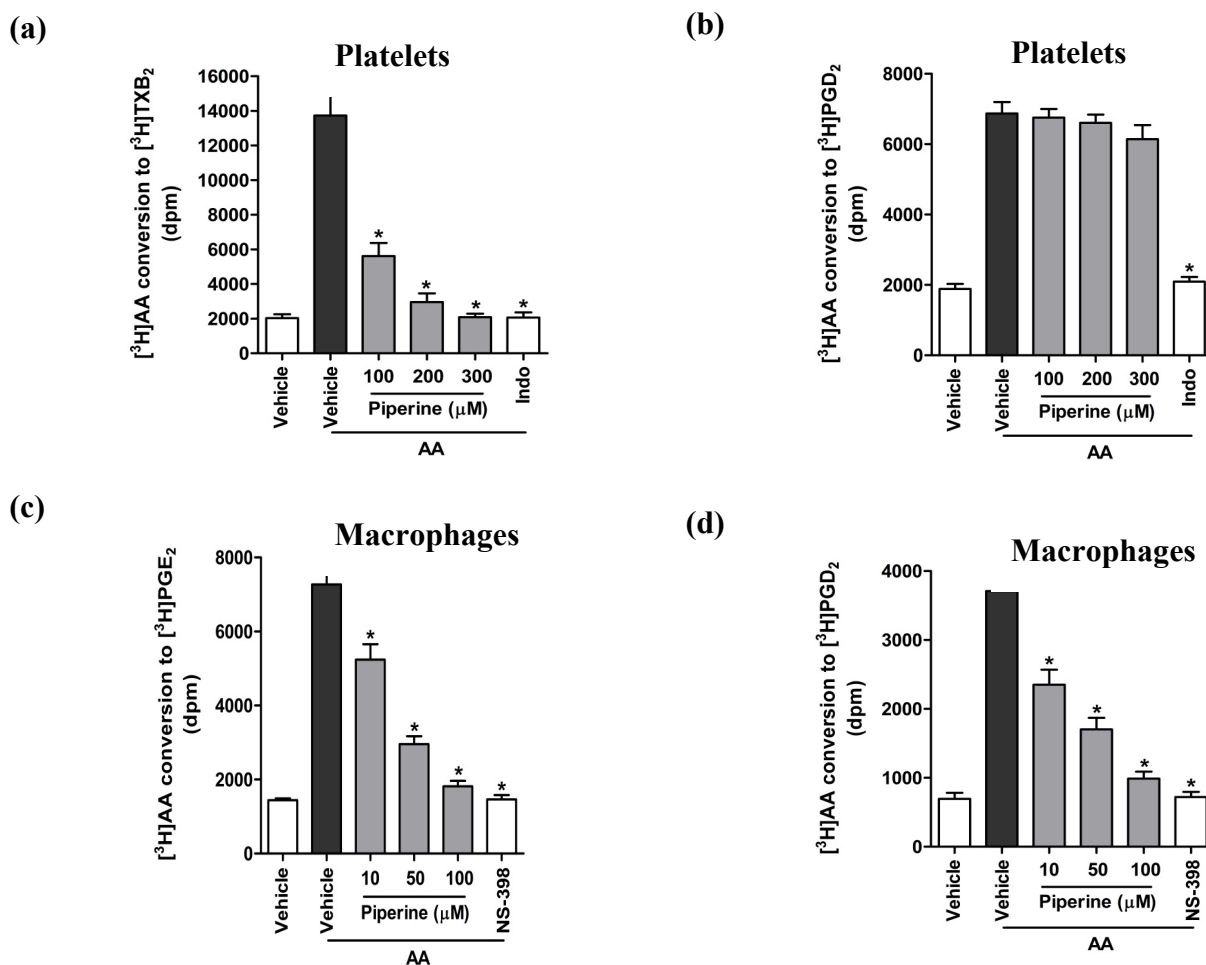 (a)
Platelets
[³H]AA conversion to [³H]TXB₂
(dpm)
16000
14000
12000
10000
8000
6000
4000
2000
0
*
*
*
*
Vehicle
Vehicle
100 200 300
Indo
Piperine (μM)
AA
(b)
Platelets
[³H]AA conversion to [³H]PGD₂
(dpm)
8000
6000
4000
2000
0
*
Vehicle
Vehicle
100 200 300
Indo
Piperine (μM)
AA
(c)
Macrophages
[³H]AA conversion to [³H]PGE₂
(dpm)
8000
6000
4000
2000
0
*
*
*
*
Vehicle
Vehicle
10 50 100
NS-398
Piperine (μM)
AA
(d)
Macrophages
[³H]AA conversion to [³H]PGD₂
(dpm)
4000
3000
2000
1000
0
*
*
*
*
Vehicle
Vehicle
10 50 100
NS-398
Piperine (μM)
AA